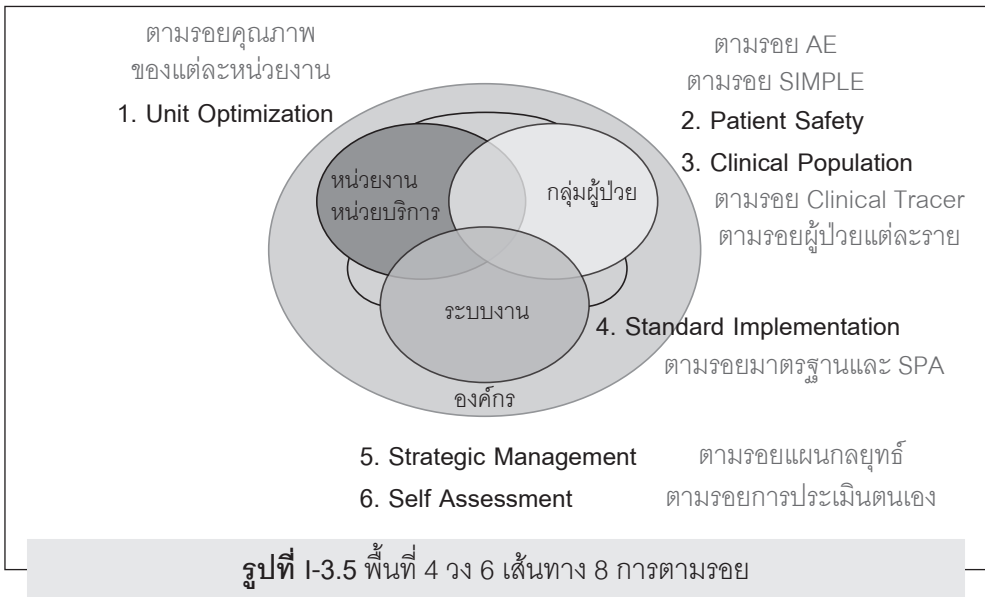 ตามรอยคุณภาพ
ของแต่ละหน่วยงาน
1. Unit Optimization
ตามรอย AE
ตามรอย SIMPLE
2. Patient Safety
3. Clinical Population
ตามรอย Clinical Tracer
ตามรอยผู้ป่วยแต่ละราย
หน่วยงาน
หน่วยบริการ
กลุ่มผู้ป่วย
ระบบงาน
4. Standard Implementation
ตามรอยมาตรฐานและ SPA
องค์กร
5. Strategic Management ตามรอยแผนกลยุทธ์
6. Self Assessment ตามรอยการประเมินตนเอง
รูปที่ I-3.5 พื้นที่ 4 วง 6 เส้นทาง 8 การตามรอย